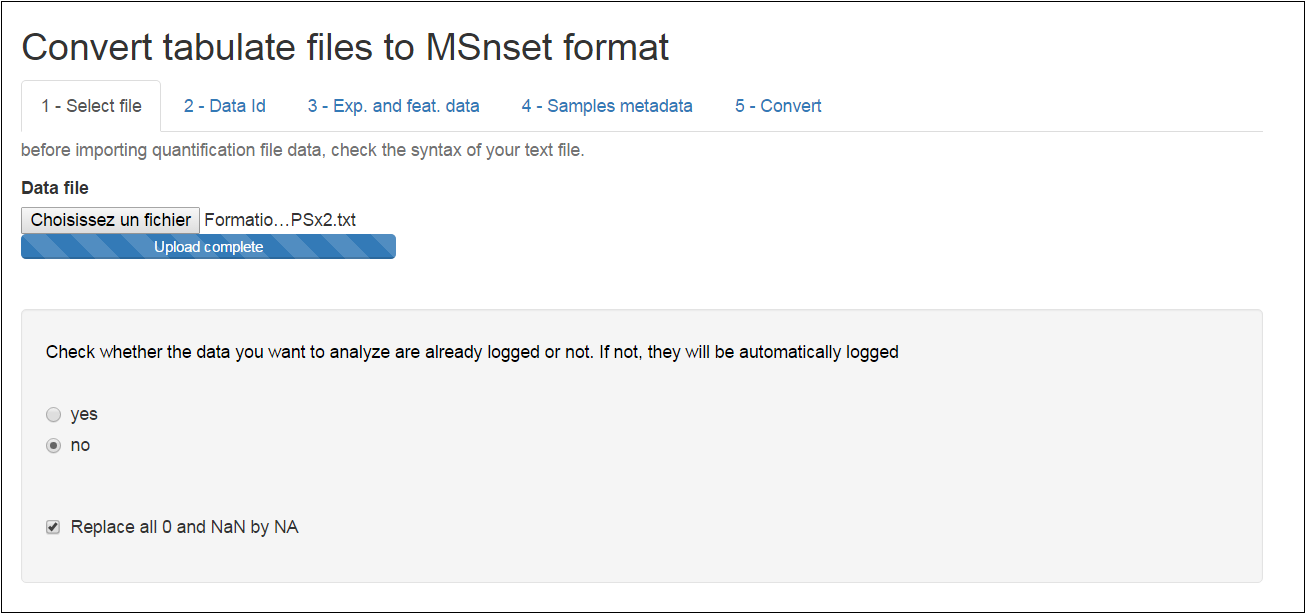 Convert tabulate files to MSnset format
1 - Select file 2 - Data Id 3 - Exp. and feat. data 4 - Samples metadata 5 - Convert
before importing quantification file data, check the syntax of your text file.
Data file
Choisissez un fichier Formatio…PSx2.txt
Upload complete
Check whether the data you want to analyze are already logged or not. If not, they will be automatically logged
yes
no
Replace all 0 and NaN by NA